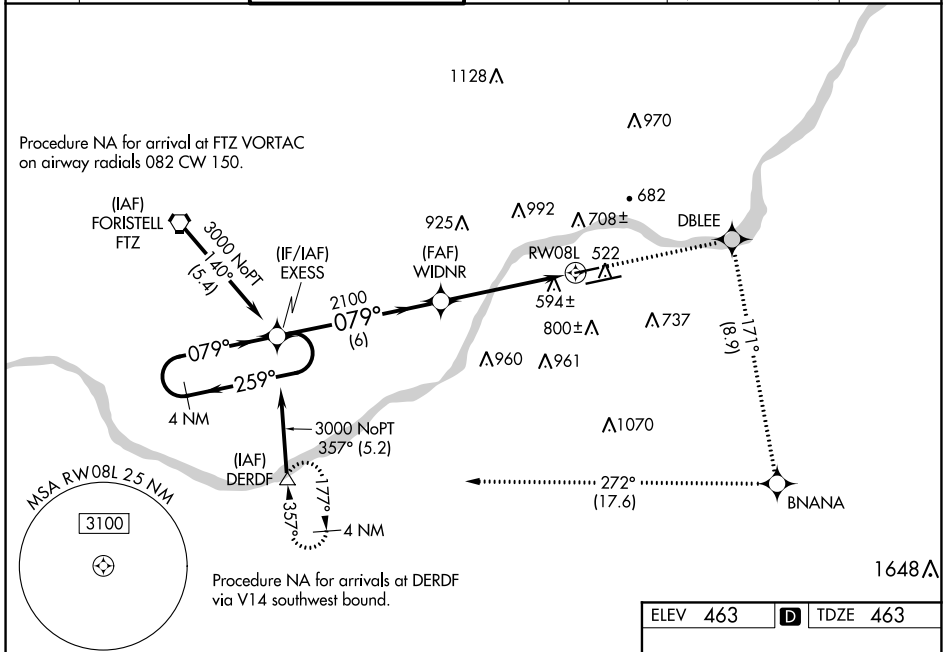 1128
970
Procedure NA for arrival at FTZ VORTAC
on airway radials 082 CW 150.
682
(IAF)
FORISTELL
FTZ
3000 NoPT
140°
(5.4)
(IF/IAF)
EXESS
925
992
708±
DBLEE
(FAF)
WIDNR
RW08L
522
2100
079°
(6)
594±
800±
737
079°
259°
4 NM
960
961
171°
(8.9)
3000 NoPT
357° (5.2)
1070
(IAF)
DERDF
177°
357°
4 NM
272°
(17.6)
BNANA
MSA RW08L 25 NM
3100
Procedure NA for arrivals at DERDF
via V14 southwest bound.
1648
ELEV 463 D TDZE 463